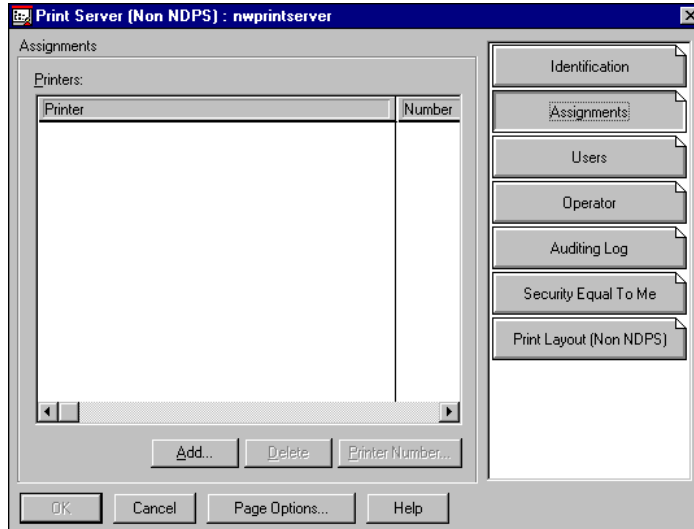 Print Server (Non NDPS) : nwprintserver
Assignments
Printers:
Printer Number
Add... Delete Printer Number...
OK Cancel Page Options... Help
Identification
Assignments
Users
Operator
Auditing Log
Security Equal To Me
Print Layout (Non NDPS)